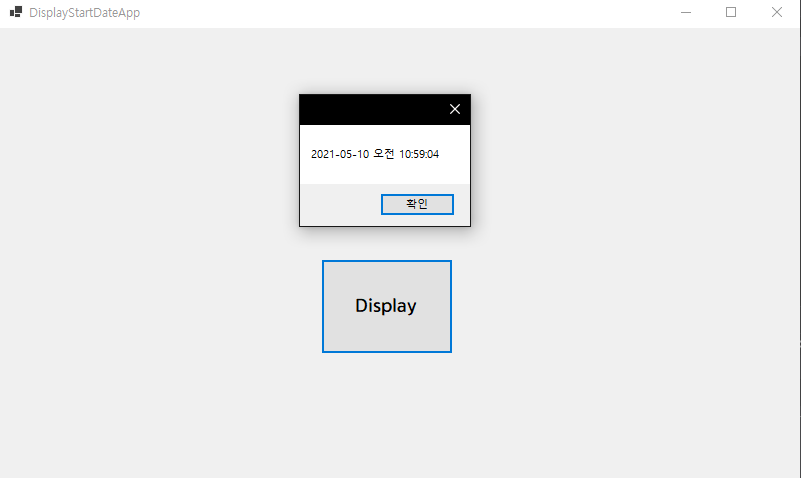 DisplayStartDateApp
2021-05-10 오전 10:59:04
확인
Display